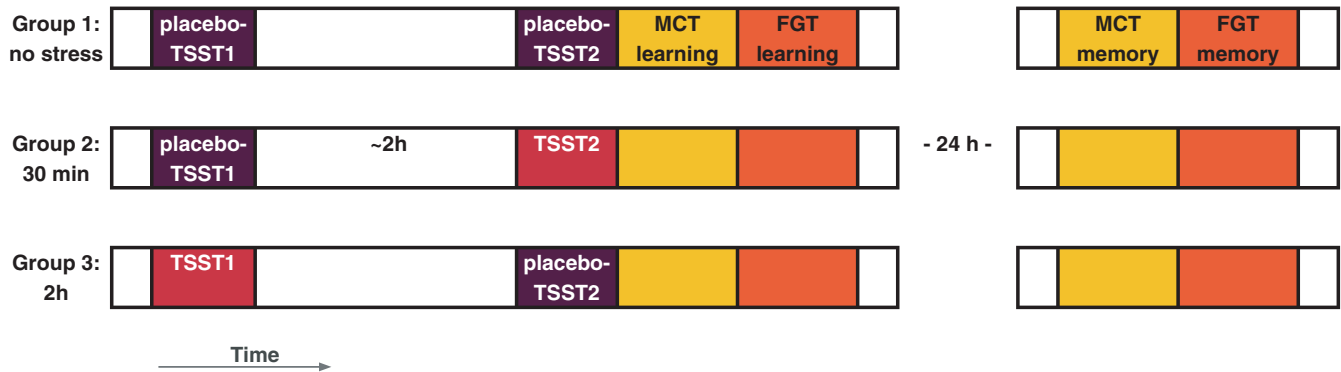 Group 1:
no stress
placebo-
TSST1
placebo-
TSST2
MCT
learning
FGT
learning
MCT
memory
FGT
memory
Group 2:
30 min
placebo-
TSST1
~2h
TSST2
- 24 h -
Group 3:
2h
TSST1
placebo-
TSST2
Time